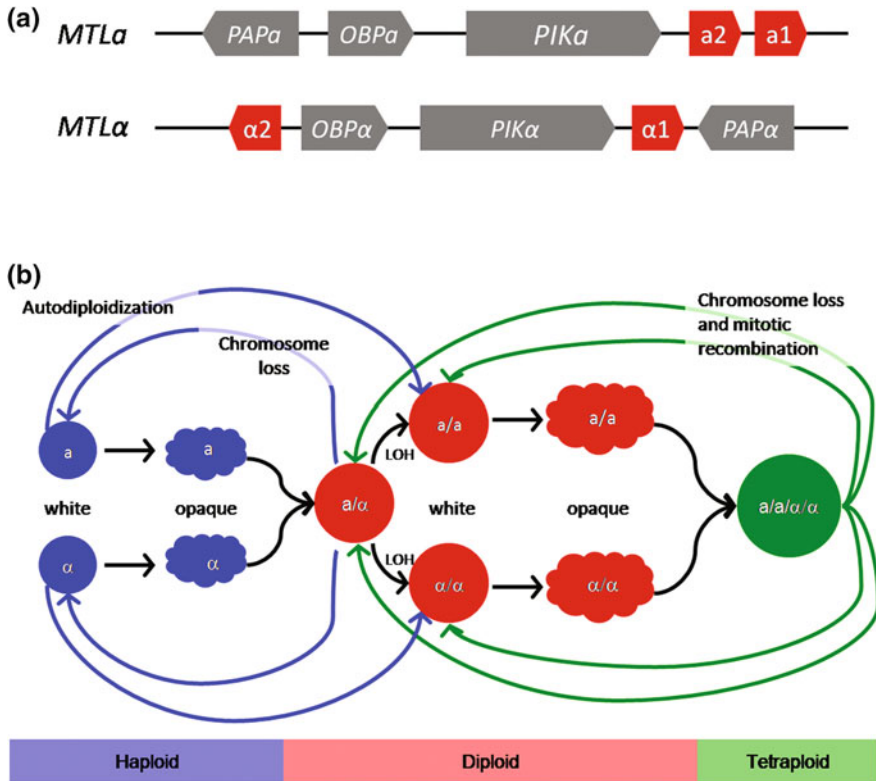 (a)
MTLa PAPa OBPa PIKa a2 a1
MTLα α2 OBPα PIKα α1 PAPα
(b)
Autodiploidization
Chromosome
loss
Chromosome loss
and mitotic
recombination
a a a/α LOH a/a a/a
white opaque white opaque a/a/α/α
α α LOH α/α α/α
Haploid Diploid Tetraploid